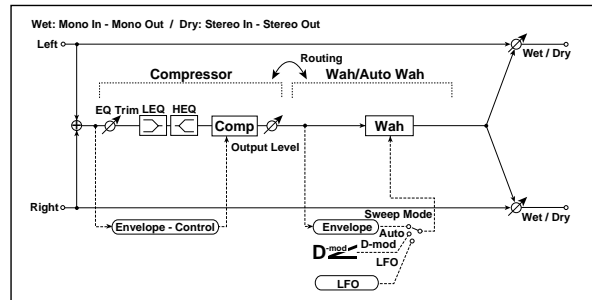 Wet: Mono In - Mono Out / Dry: Stereo In - Stereo Out
Left
Wet / Dry
Routing
Compressor
Wah/Auto Wah
EQ Trim
LEQ
HEQ
Comp
Wah
Output Level
Right
Wet / Dry
Sweep Mode
Envelope - Control
Envelope
Auto
D-mod
D-mod
LFO
LFO